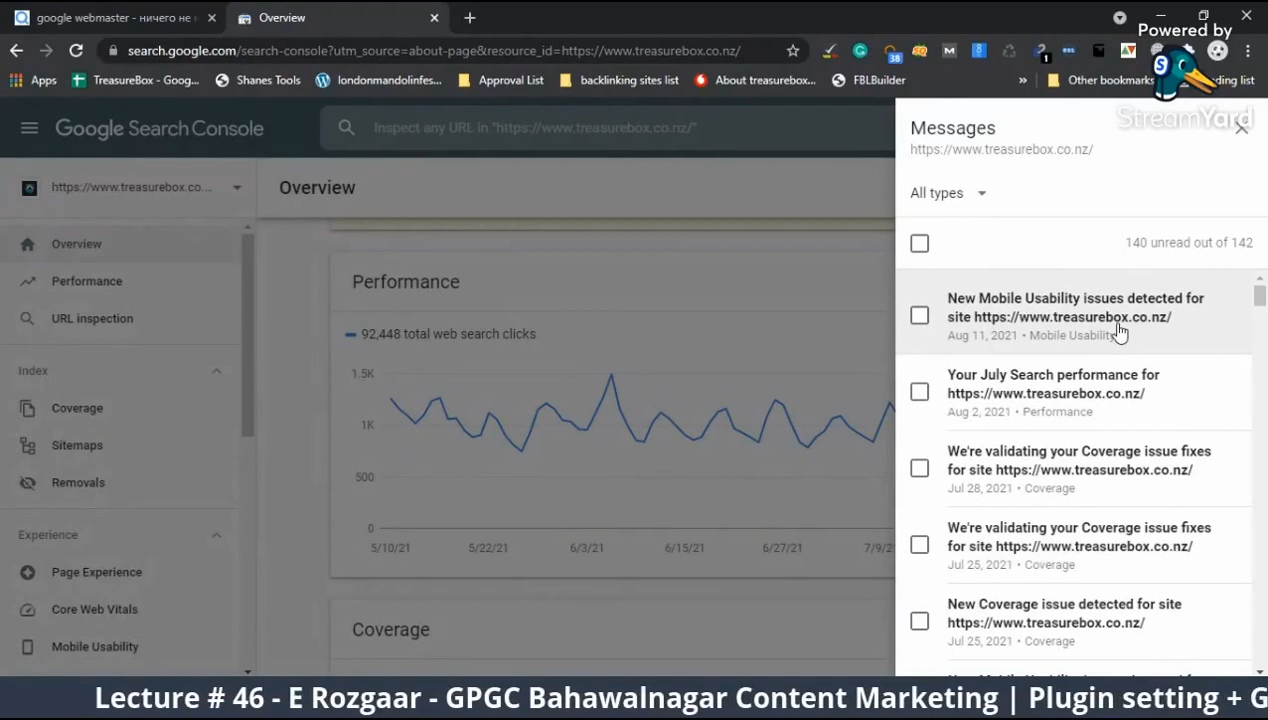 google webmaster - ничего не
Overview
Powered by
search.google.com/search-console?utm_source=about-page&resource_id=https://www.treasurebox.co.nz/
38
1
Apps
TreasureBox - Goog...
Shanes Tools
londonmandolinfes...
Approval List
backlinking sites list
About treasurebox...
FBLBuilder
»
Other bookmarks
ding list
StreamYard
Google Search Console
Inspect any URL in "https://www.treasurebox.co.nz/"
https://www.treasurebox.co...
Overview
Overview
Performance
URL inspection
Index
Coverage
Sitemaps
Removals
Experience
Page Experience
Core Web Vitals
Mobile Usability
Performance
92,448 total web search clicks
1.5K
1K
500
0
5/10/21 5/22/21 6/3/21 6/15/21 6/27/21 7/9/21
Coverage
Messages
https://www.treasurebox.co.nz/
All types
140 unread out of 142
New Mobile Usability issues detected for
site https://www.treasurebox.co.nz/
Aug 11, 2021 • Mobile Usability
Your July Search performance for
https://www.treasurebox.co.nz/
Aug 2, 2021 • Performance
We're validating your Coverage issue fixes
for site https://www.treasurebox.co.nz/
Jul 28, 2021 • Coverage
We're validating your Coverage issue fixes
for site https://www.treasurebox.co.nz/
Jul 25, 2021 • Coverage
New Coverage issue detected for site
https://www.treasurebox.co.nz/
Jul 25, 2021 • Coverage
Lecture # 46 - E Rozgaar - GPGC Bahawalnagar Content Marketing | Plugin setting + G